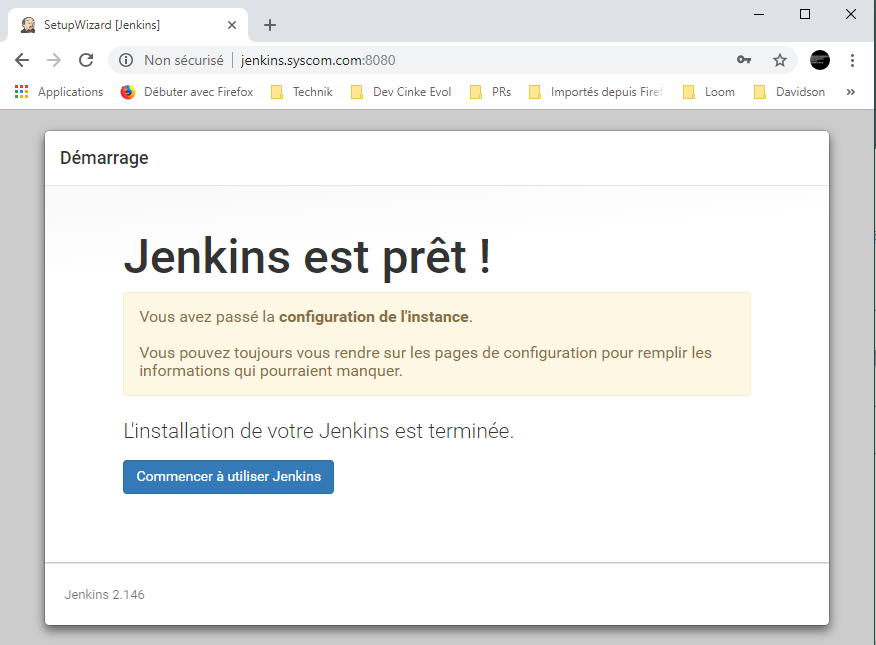 SetupWizard [Jenkins]
Non sécurisé | jenkins.syscom.com:8080
Applications Débuter avec Firefox Technik Dev Cinke Evol PRs Importés depuis Firef Loom Davidson »
Démarrage
Jenkins est prêt !
Vous avez passé la configuration de l'instance.
Vous pouvez toujours vous rendre sur les pages de configuration pour remplir les
informations qui pourraient manquer.
L'installation de votre Jenkins est terminée.
Commencer à utiliser Jenkins
Jenkins 2.146